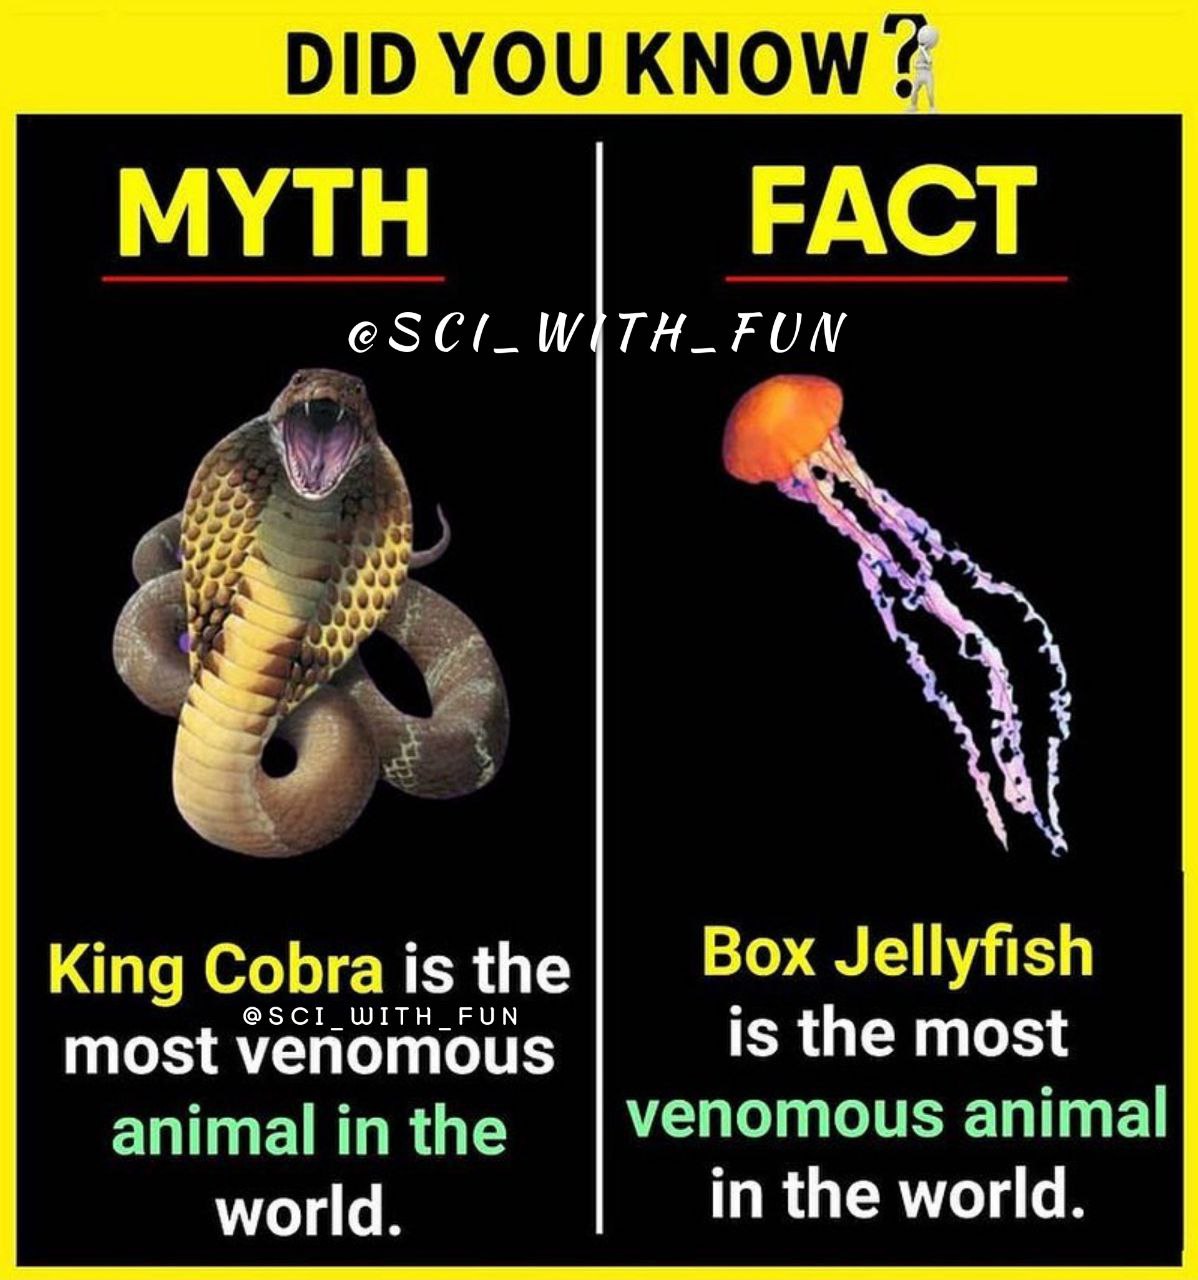 DID YOU KNOW?
MYTH
FACT
@SCI_WITH_FUN
King Cobra is the
@SCI_WITH_FUN
most venomous
animal in the
world.
Box Jellyfish
is the most
venomous animal
in the world.